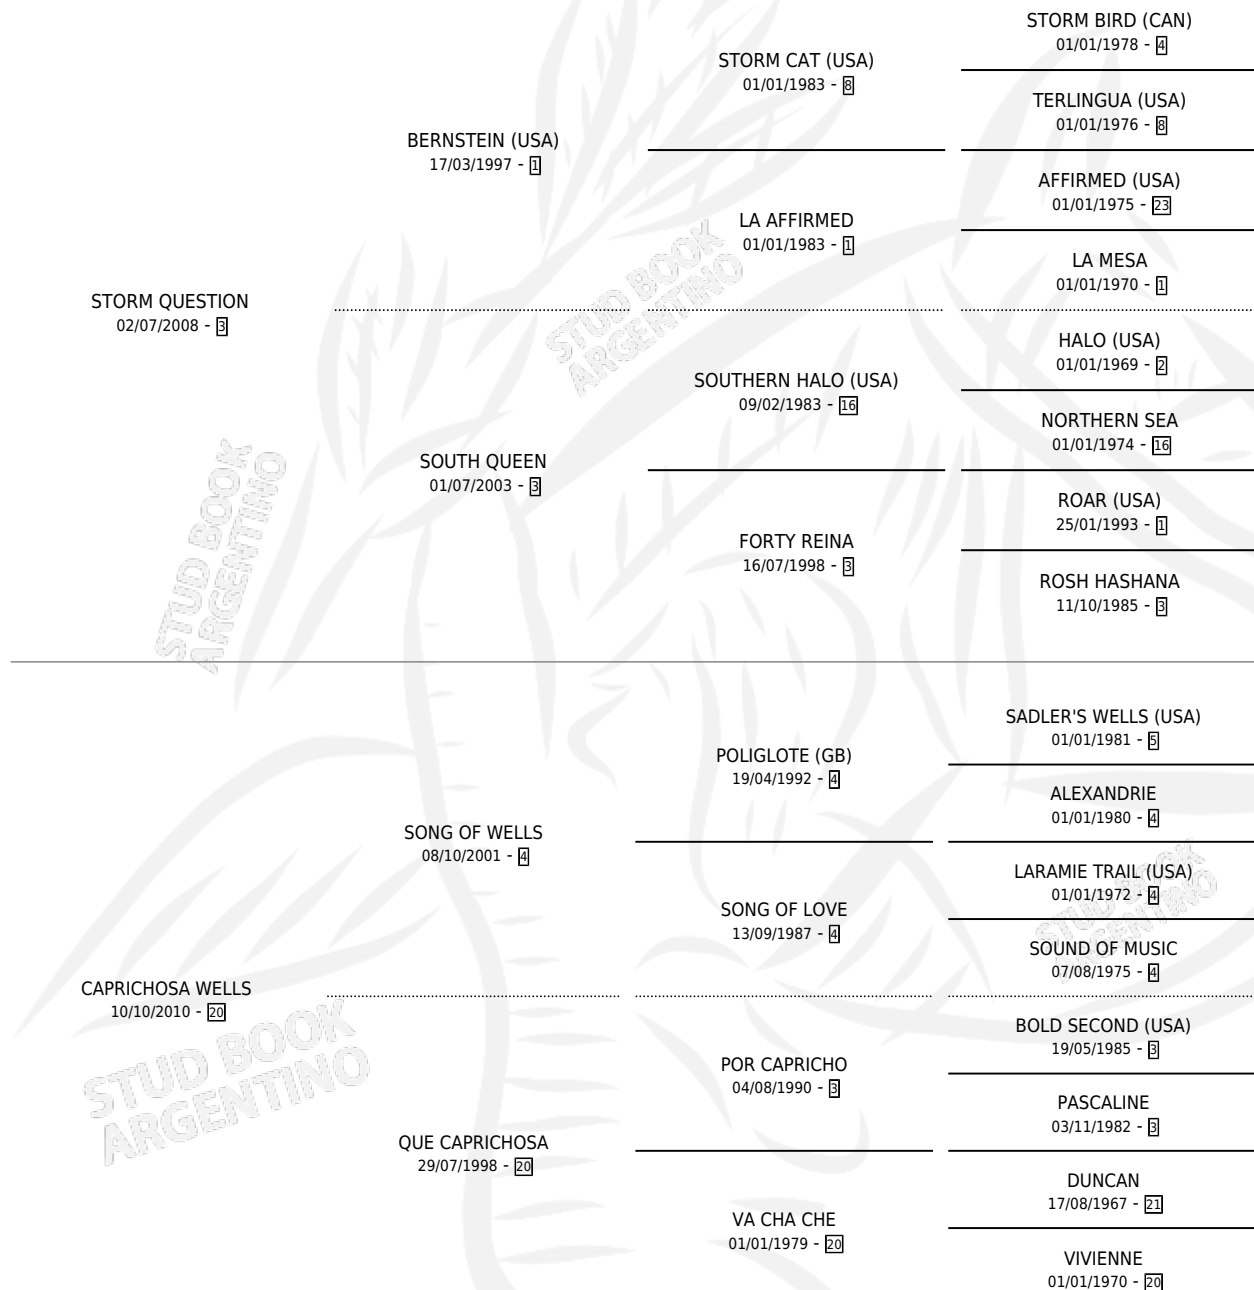 STORM BIRD (CAN)
01/01/1978 - 4
STORM CAT (USA)
01/01/1983 - 8
TERLINGUA (USA)
01/01/1976 - 8
BERNSTEIN (USA)
17/03/1997 - 1
AFFIRMED (USA)
01/01/1975 - 23
LA AFFIRMED
01/01/1983 - 1
LA MESA
01/01/1970 - 1
STORM QUESTION
02/07/2008 - 3
HALO (USA)
01/01/1969 - 2
SOUTHERN HALO (USA)
09/02/1983 - 16
NORTHERN SEA
01/01/1974 - 16
SOUTH QUEEN
01/07/2003 - 3
ROAR (USA)
25/01/1993 - 1
FORTY REINA
16/07/1998 - 3
ROSH HASHANA
11/10/1985 - 3
STUD BOOK
ARGENTINO
STUD BOOK
ARGENTINO
SADLER'S WELLS (USA)
01/01/1981 - 5
POLIGLOTE (GB)
19/04/1992 - 4
ALEXANDRIE
01/01/1980 - 4
SONG OF WELLS
08/10/2001 - 4
LARAMIE TRAIL (USA)
01/01/1972 - 4
SONG OF LOVE
13/09/1987 - 4
SOUND OF MUSIC
07/08/1975 - 4
CAPRICHOSA WELLS
10/10/2010 - 20
BOLD SECOND (USA)
19/05/1985 - 3
POR CAPRICHO
04/08/1990 - 3
PASCALINE
03/11/1982 - 3
QUE CAPRICHOSA
29/07/1998 - 20
DUNCAN
17/08/1967 - 21
VA CHA CHE
01/01/1979 - 20
VIVIENNE
01/01/1970 - 20
STUD BOOK
ARGENTINO
STUD BOOK
ARGENTINO